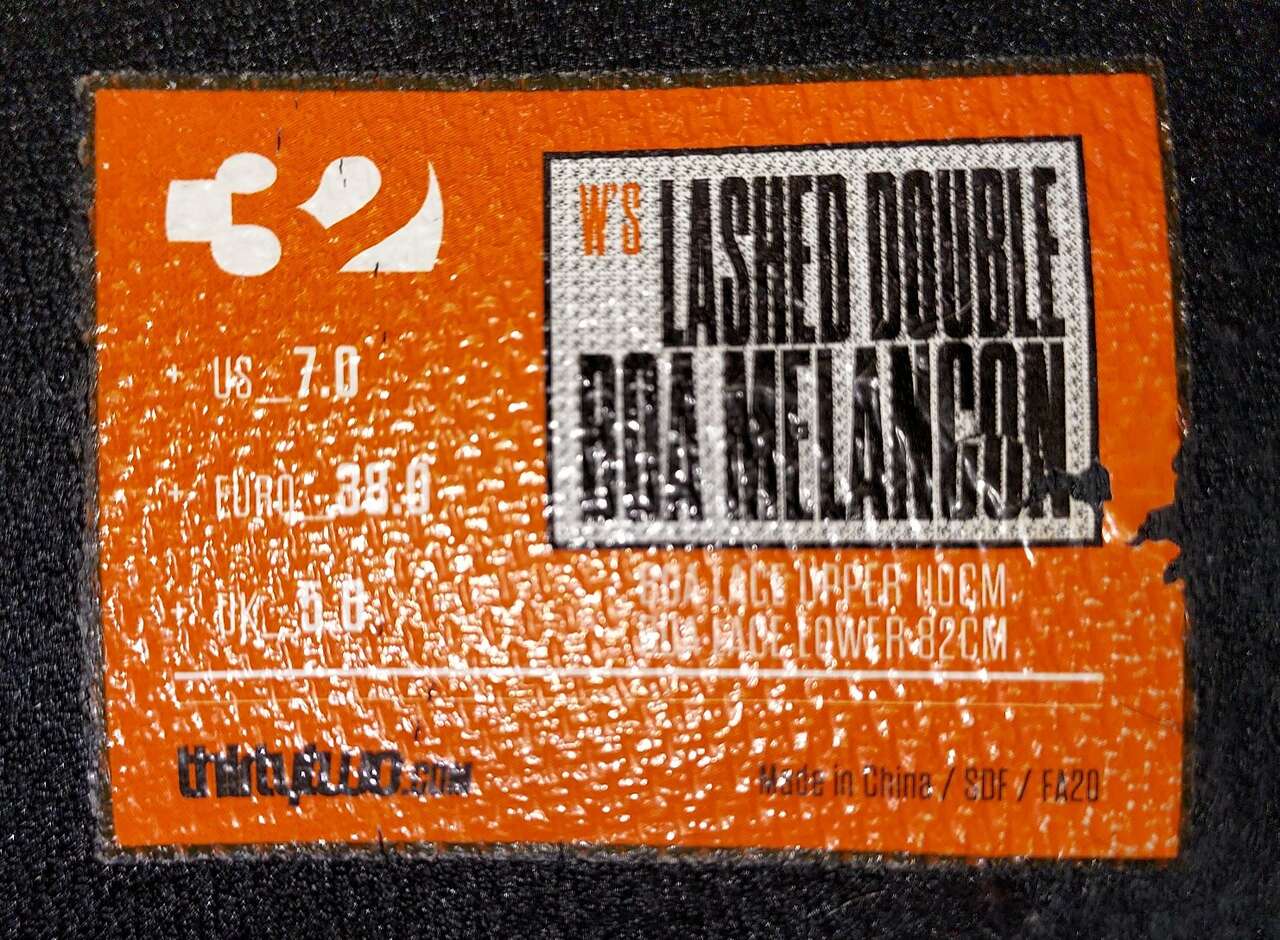 32
W'S LASHED DOUBLE
BOA MELANCON
+ US_7.0
+ EURO_38.0
+ UK_5.0
BOA LACE UPPER 110CM
BOA LACE LOWER 82CM
thirtytwo.com
Made in China / SDF / FA20